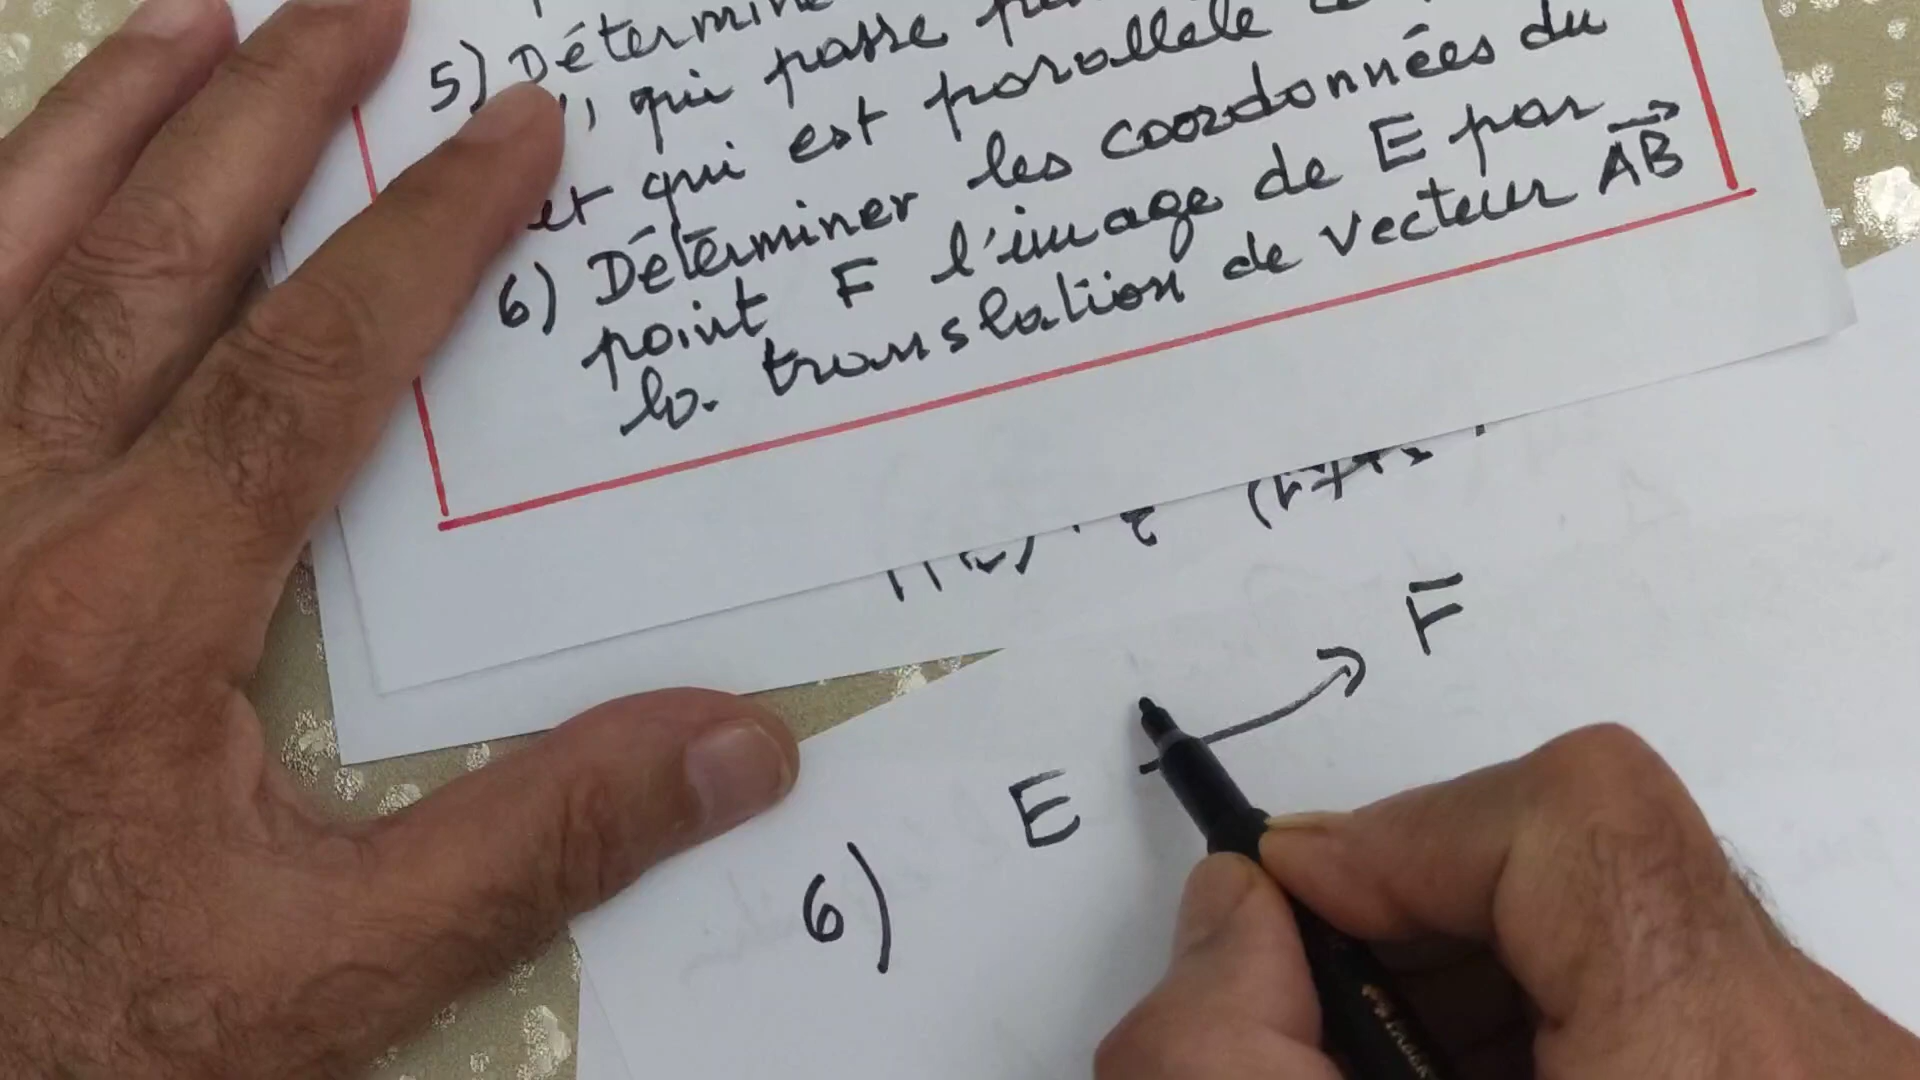 5) Détermine
qui passe
et qui est parallele
6) Déterminer les coordonnées du
point F l'image de E par
la translation de vecteur AB
F
E
6)